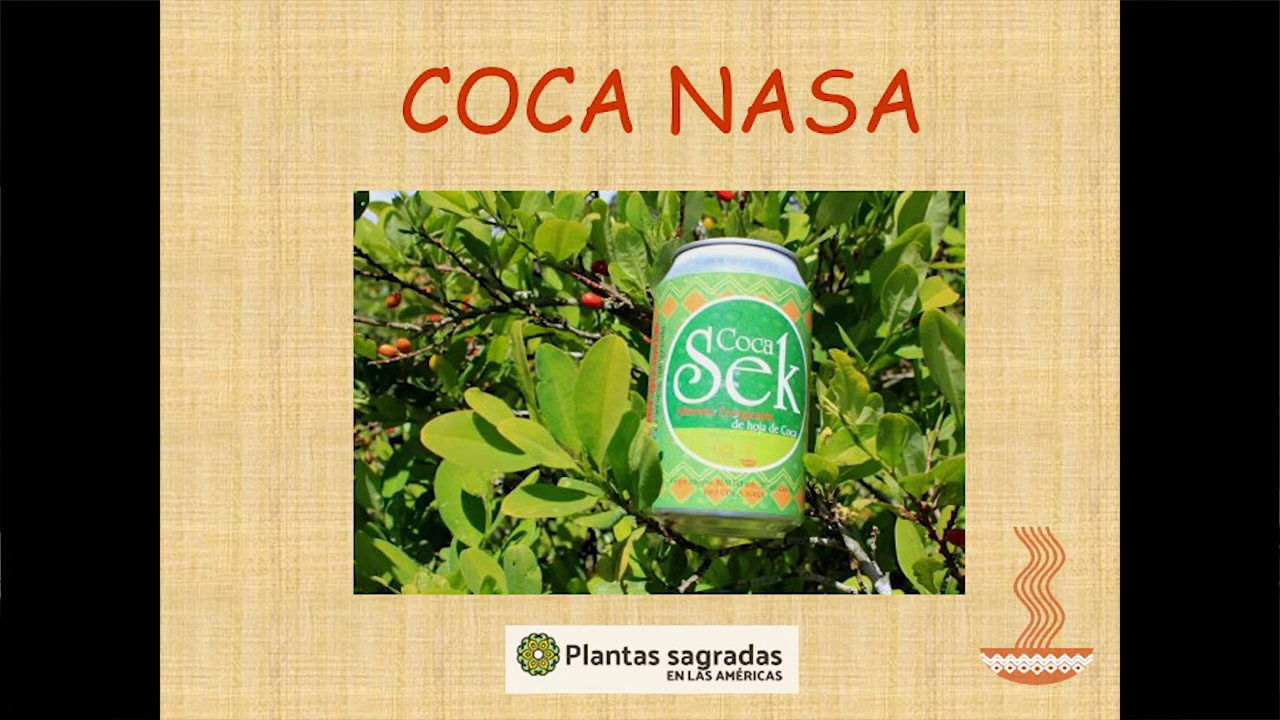 COCA NASA
Coca
Sek
de hoja de Coca
Plantas sagradas
EN LAS AMÉRICAS